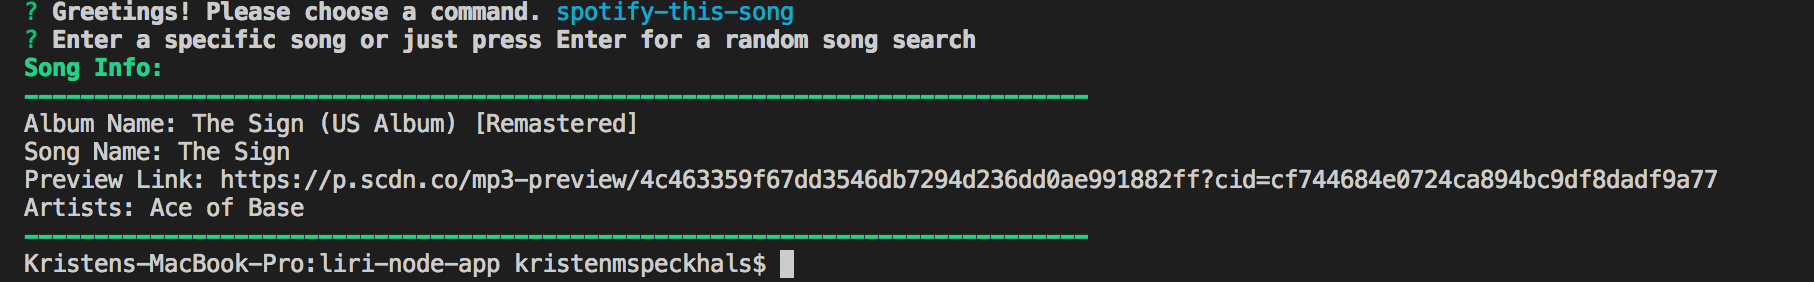 ? Greetings! Please choose a command. spotify-this-song
? Enter a specific song or just press Enter for a random song search
Song Info:
----------------------------------------------------------------------------
Album Name: The Sign (US Album) [Remastered]
Song Name: The Sign
Preview Link: https://p.scdn.co/mp3-preview/4c463359f67dd3546db7294d236dd0ae991882ff?cid=cf744684e0724ca894bc9df8dadf9a77
Artists: Ace of Base
----------------------------------------------------------------------------
Kristens-MacBook-Pro:liri-node-app kristenmspeckhals$